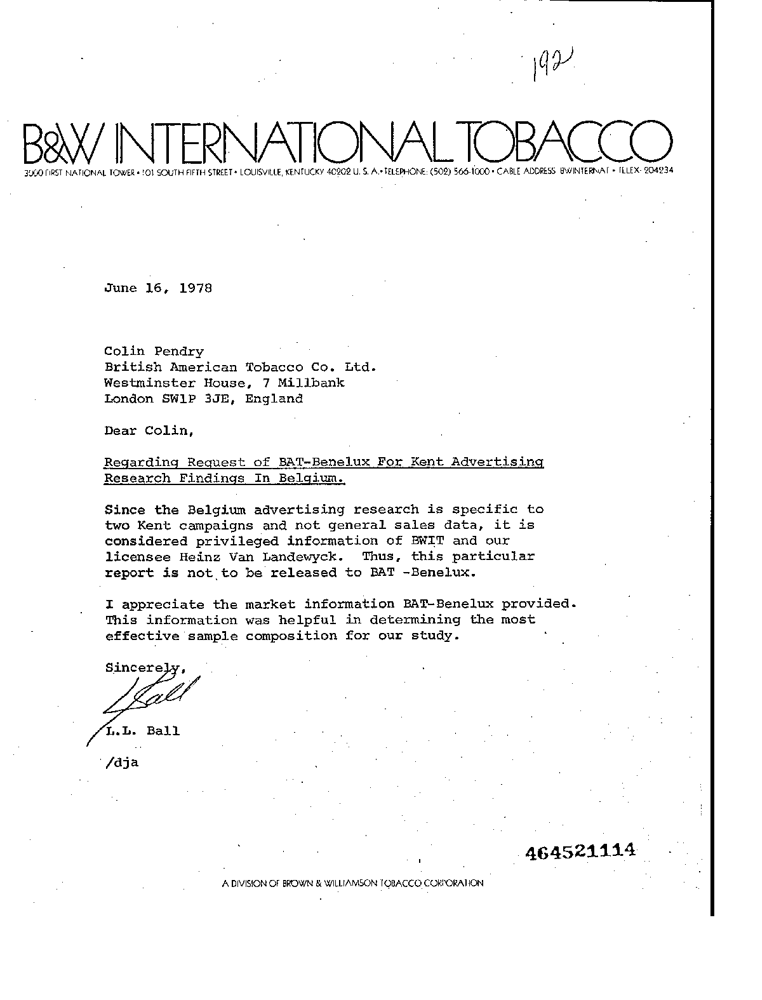 192
B&W INTERNATIONAL TOBACCO
3500 FIRST NATIONAL TOWER • 101 SOUTH FIFTH STREET • LOUISVILLE, KENTUCKY 40202 U. S. A. • TELEPHONE: (502) 566-1000 • CABLE ADDRESS BWINTERNAT • TELEX- 204234
June 16, 1978
Colin Pendry
British American Tobacco Co. Ltd.
Westminster House, 7 Millbank
London SW1P 3JE, England
Dear Colin,
Regarding Request of BAT-Benelux For Kent Advertising
Research Findings In Belgium.
Since the Belgium advertising research is specific to
two Kent campaigns and not general sales data, it is
considered privileged information of BWIT and our
licensee Heinz Van Landewyck. Thus, this particular
report is not to be released to BAT -Benelux.
I appreciate the market information BAT-Benelux provided.
This information was helpful in determining the most
effective sample composition for our study.
Sincerely,
L.L. Ball
/dja
464521114
A DIVISION OF BROWN & WILLIAMSON TOBACCO CORPORATION